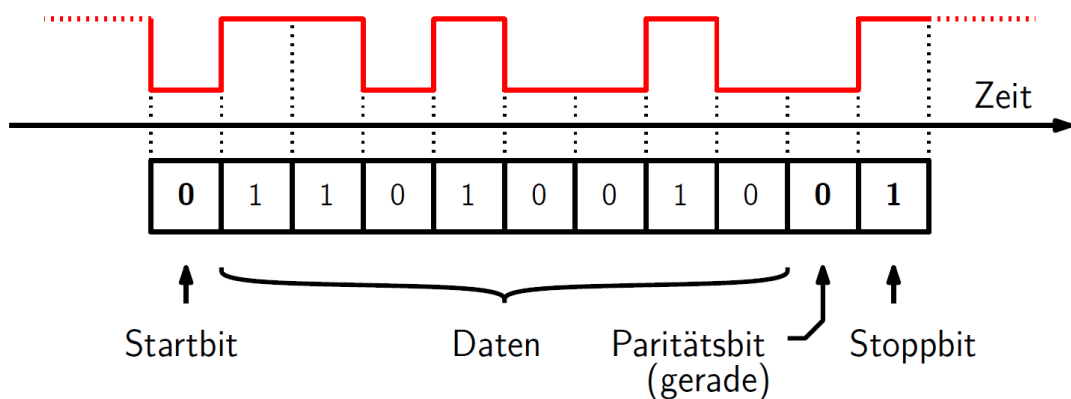 Zeit
0 1 1 0 1 0 0 1 0 0 1
Startbit Daten Paritätsbit Stoppbit
(gerade)